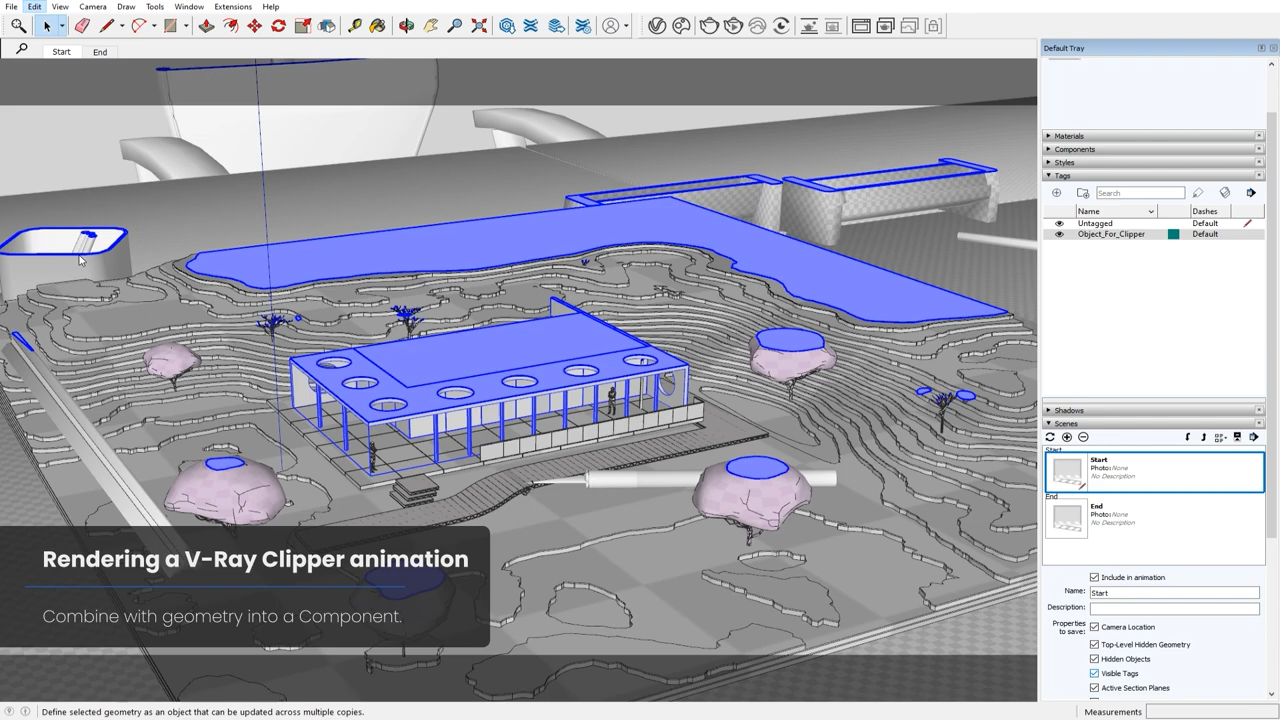 File Edit View Camera Draw Tools Window Extensions Help
Start End
Default Tray
Materials
Components
Styles
Tags
Search
Name Dashes
Untagged Default
Object_For_Clipper Default
Shadows
Scenes
Start
Start
Photo: None
No Description
End
End
Photo: None
No Description
Include in animation
Name: Start
Description:
Properties
to save:
Camera Location
Top-Level Hidden Geometry
Hidden Objects
Visible Tags
Active Section Planes
Rendering a V-Ray Clipper animation
Combine with geometry into a Component.
Define selected geometry as an object that can be updated across multiple copies.
Measurements